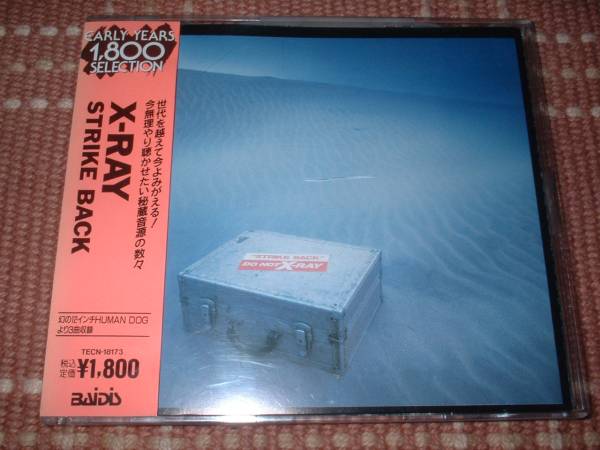 EARLY YEARS
1,800
SELECTION
X-RAY
STRIKE BACK
世代を越えて今よみがえる!
今無理やり聴かせたい秘蔵音源の数々
幻の12インチHUMAN DOG
より3曲収録
TECN-18173
税込
定価 ¥1,800
BAIDIS
"STRIKE BACK"
DO NOT X-RAY